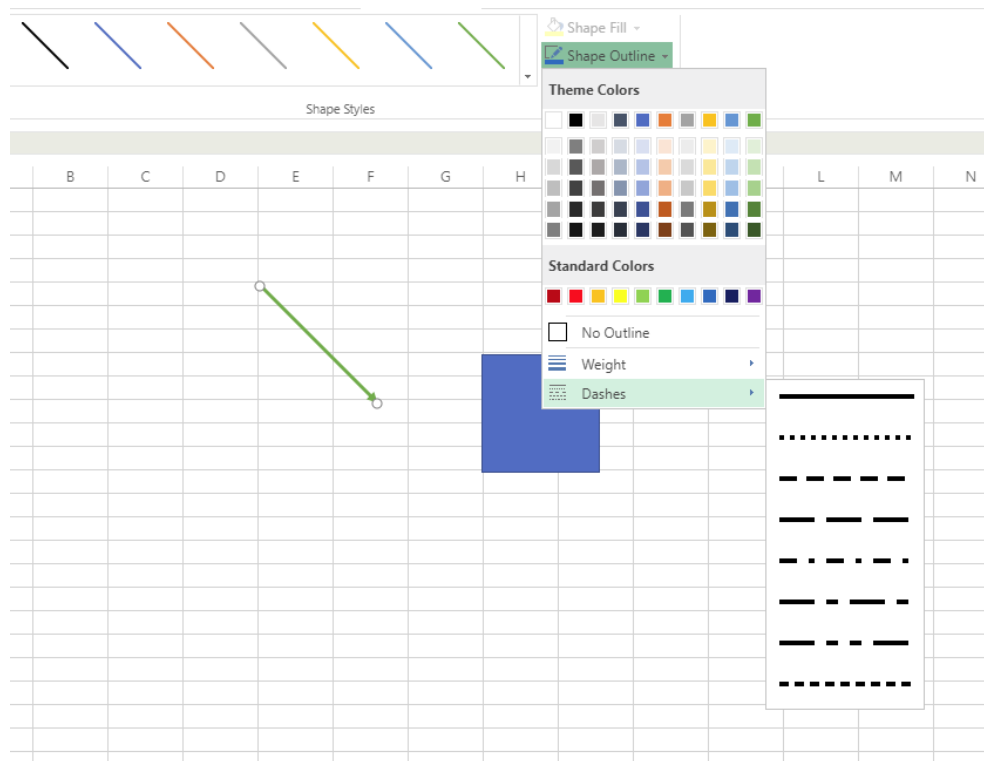 Shape Fill
Shape Outline
Theme Colors
Shape Styles
B C D E F G H L M N
Standard Colors
No Outline
Weight
Dashes